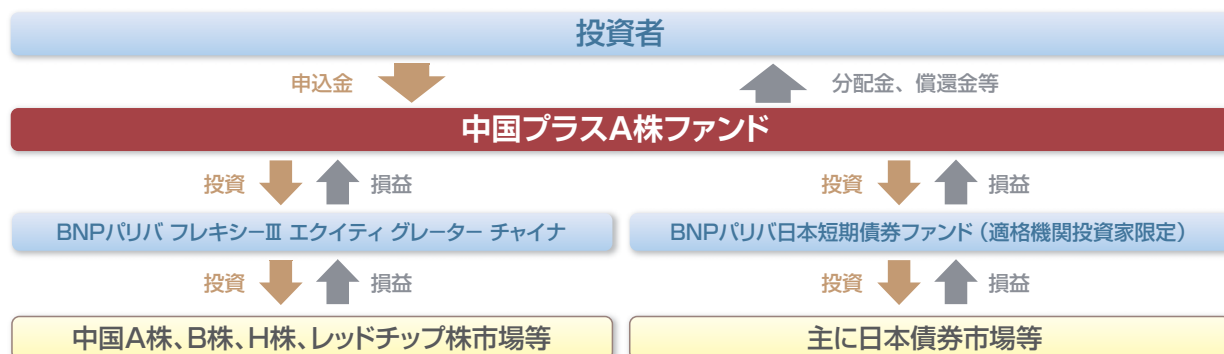 投資者
申込金 分配金、償還金等
中国プラスA株ファンド
投資 損益 投資 損益
BNPパリバ フレキシーⅢ エクイティ グレーター チャイナ BNPパリバ日本短期債券ファンド（適格機関投資家限定）
投資 損益 投資 損益
中国A株、B株、H株、レッドチップ株市場等 主に日本債券市場等